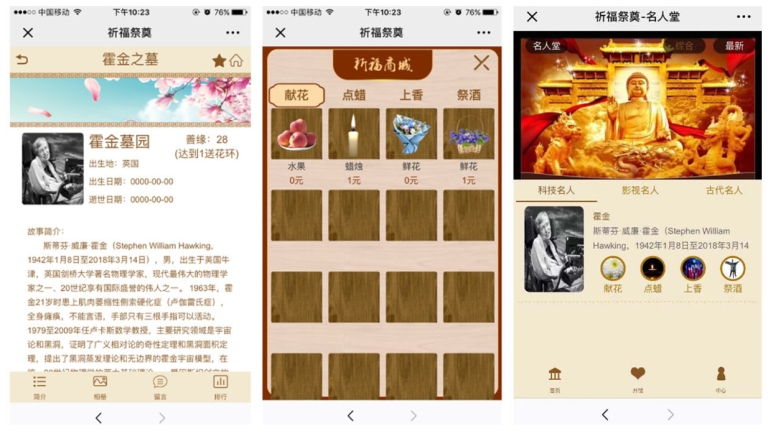 中国移动
下午10:23
76%
祈福祭奠
霍金之墓
霍金墓园
善缘：28
(达到1送花环)
出生地：英国
出生日期：0000-00-00
逝世日期：0000-00-00
故事简介：
斯蒂芬·威廉·霍金（Stephen William Hawking,
1942年1月8日至2018年3月14日），男，出生于英国牛
津，英国剑桥大学著名物理学家，现代最伟大的物理学
家之一、20世纪享有国际盛誉的伟人之一。 1963年，霍
金21岁时患上肌肉萎缩性侧索硬化症（卢伽雷氏症），
全身瘫痪，不能言语，手部只有三根手指可以活动。
1979至2009年任卢卡斯数学教授，主要研究领域是宇宙
论和黑洞，证明了广义相对论的奇性定理和黑洞面积定
理，提出了黑洞蒸发理论和无边界的霍金宇宙模型，在
简介
相册
留言
排行
中国移动
下午10:23
76%
祈福祭奠
祈福商城
献花
点蜡
上香
祭酒
水果
蜡烛
鲜花
鲜花
0元
1元
0元
1元
祈福祭奠-名人堂
名人堂
综合
最新
科技名人
影视名人
古代名人
霍金
斯蒂芬·威廉·霍金（Stephen William
Hawking，1942年1月8日至2018年3月14
献花
点蜡
上香
祭酒
中心